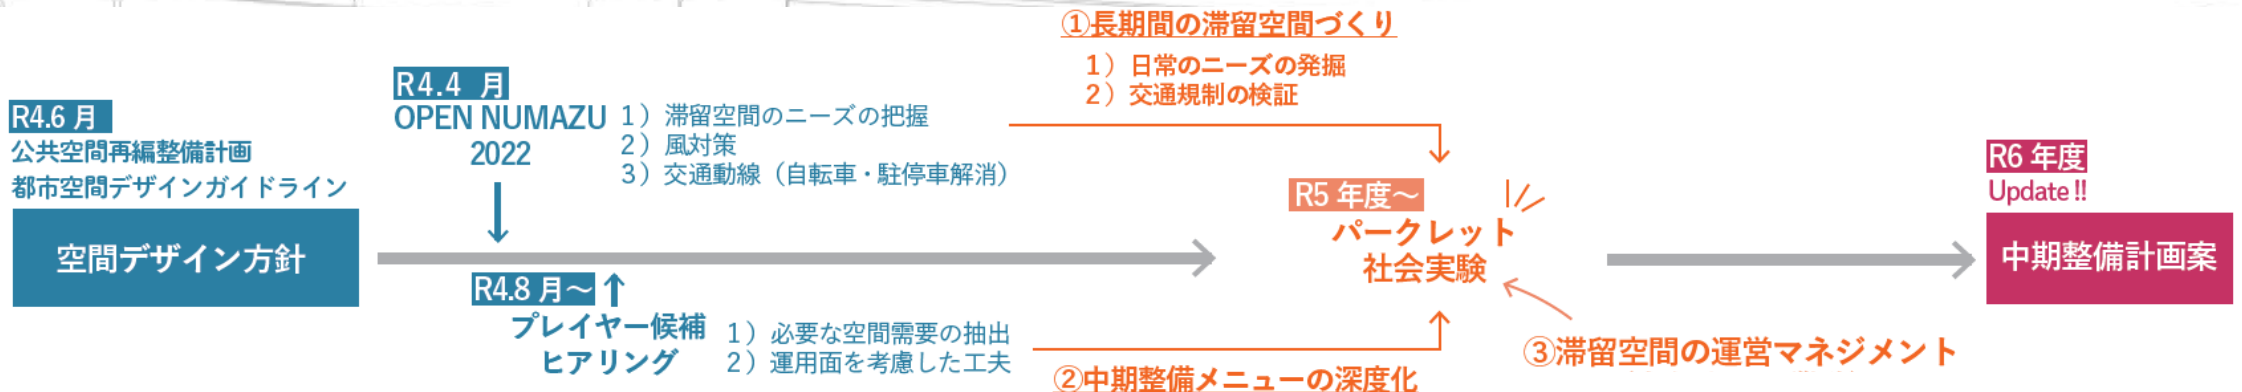 R4.6 月
公共空間再編整備計画
都市空間デザインガイドライン
空間デザイン方針
R4.4 月
OPEN NUMAZU
2022
1）滞留空間のニーズの把握
2）風対策
3）交通動線（自転車・駐停車解消）
R4.8 月～
プレイヤー候補
ヒアリング
1）必要な空間需要の抽出
2）運用面を考慮した工夫
①長期間の滞留空間づくり
1）日常のニーズの発掘
2）交通規制の検証
R5 年度～
パークレット
社会実験
②中期整備メニューの深度化
③滞留空間の運営マネジメント
R6 年度
Update !!
中期整備計画案